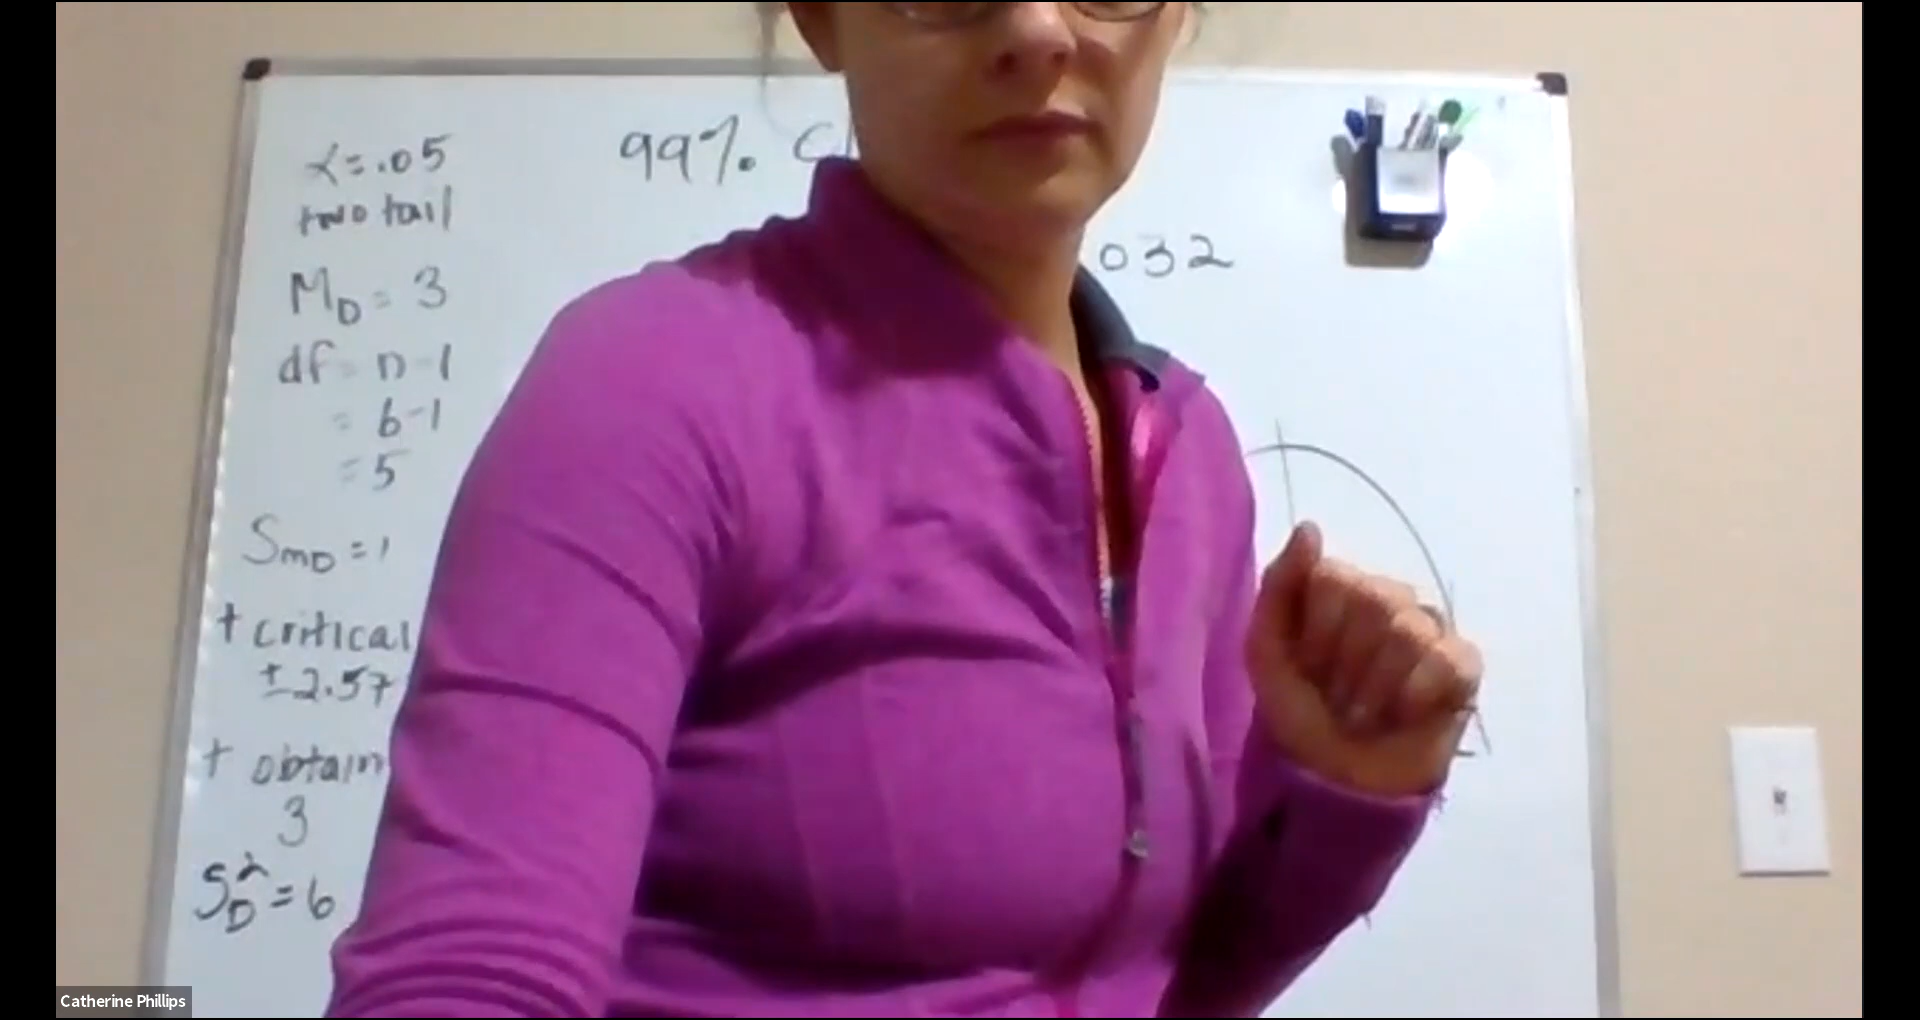 α = .05
two tail
M_D = 3
df = n - 1
= 6 - 1
= 5
S_mD = 1
t critical
± 2.57
t obtain
3
S²_D = 6
99%
032
Catherine Phillips